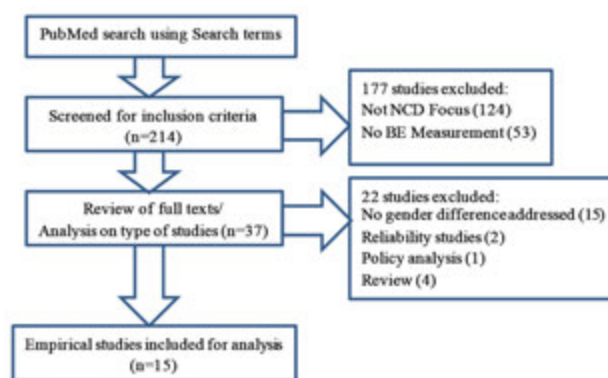 PubMed search using Search terms
Screened for inclusion criteria
(n=214)
177 studies excluded:
Not NCD Focus (124)
No BE Measurement (53)
Review of full texts/
Analysis on type of studies (n=37)
22 studies excluded:
No gender difference addressed (15)
Reliability studies (2)
Policy analysis (1)
Review (4)
Empirical studies included for analysis
(n=15)